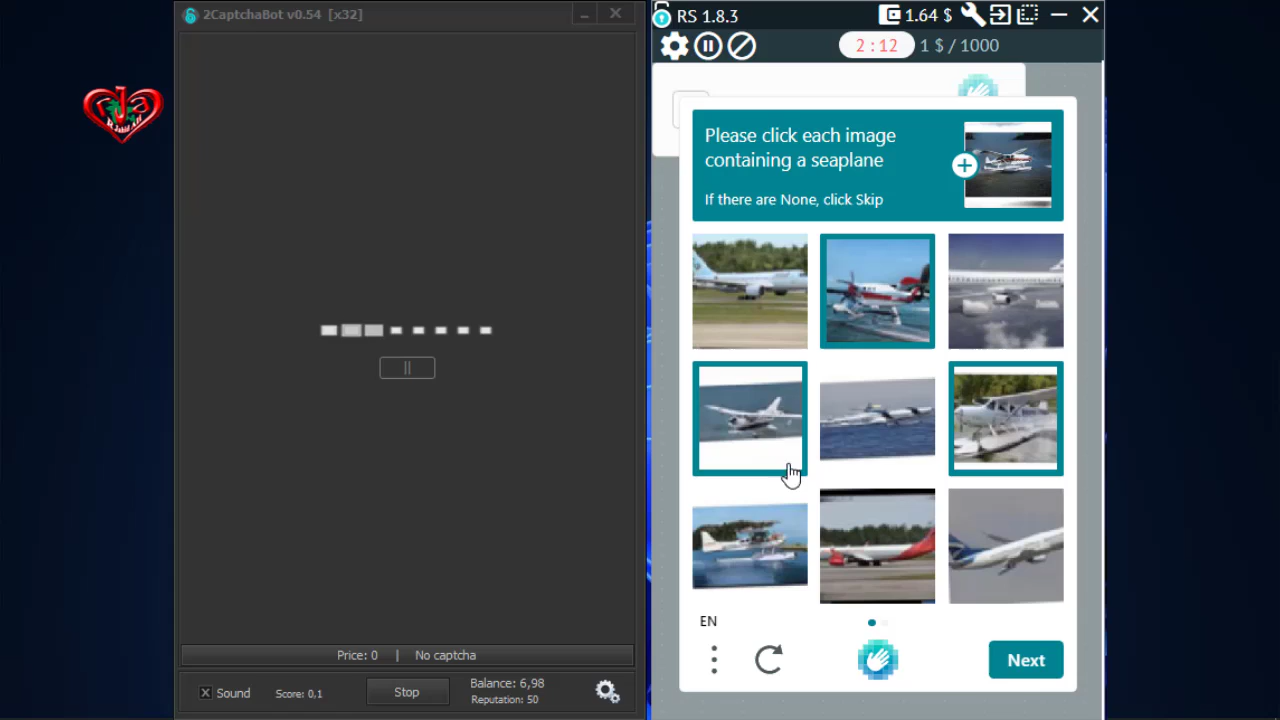 2CaptchaBot v0.54 [x32]
Price: 0 | No captcha
Sound
Score: 0,1
Stop
Balance: 6,98
Reputation: 50
RS 1.8.3
1.64 $
2 : 12
1 $ / 1000
Please click each image
containing a seaplane
If there are None, click Skip
EN
Next